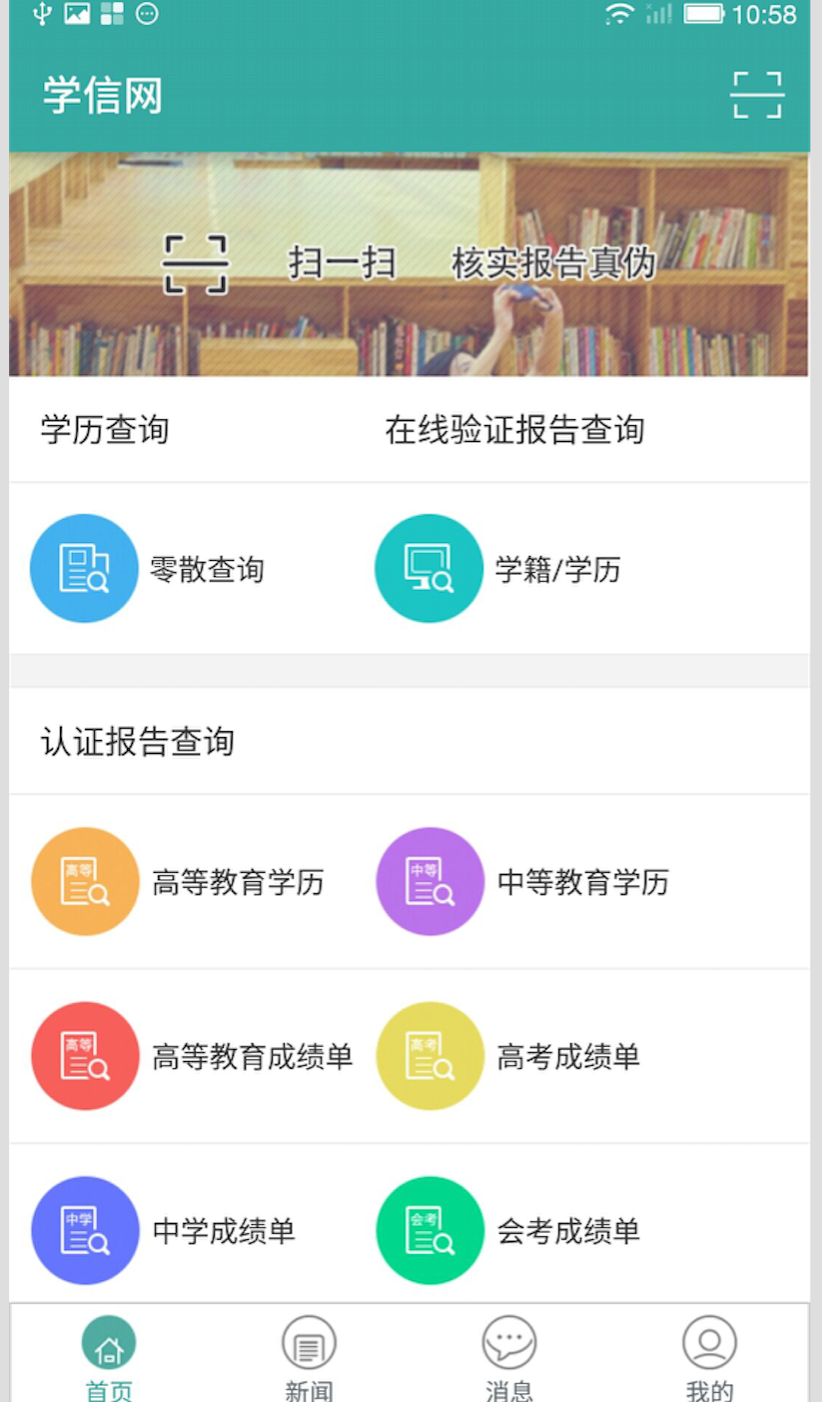 10:58
学信网
扫一扫 核实报告真伪
学历查询 在线验证报告查询
零散查询 学籍/学历
认证报告查询
高等 高等教育学历 中等 中等教育学历
高等 高等教育成绩单 高考 高考成绩单
中学 中学成绩单 会考 会考成绩单
首页 新闻 消息 我的